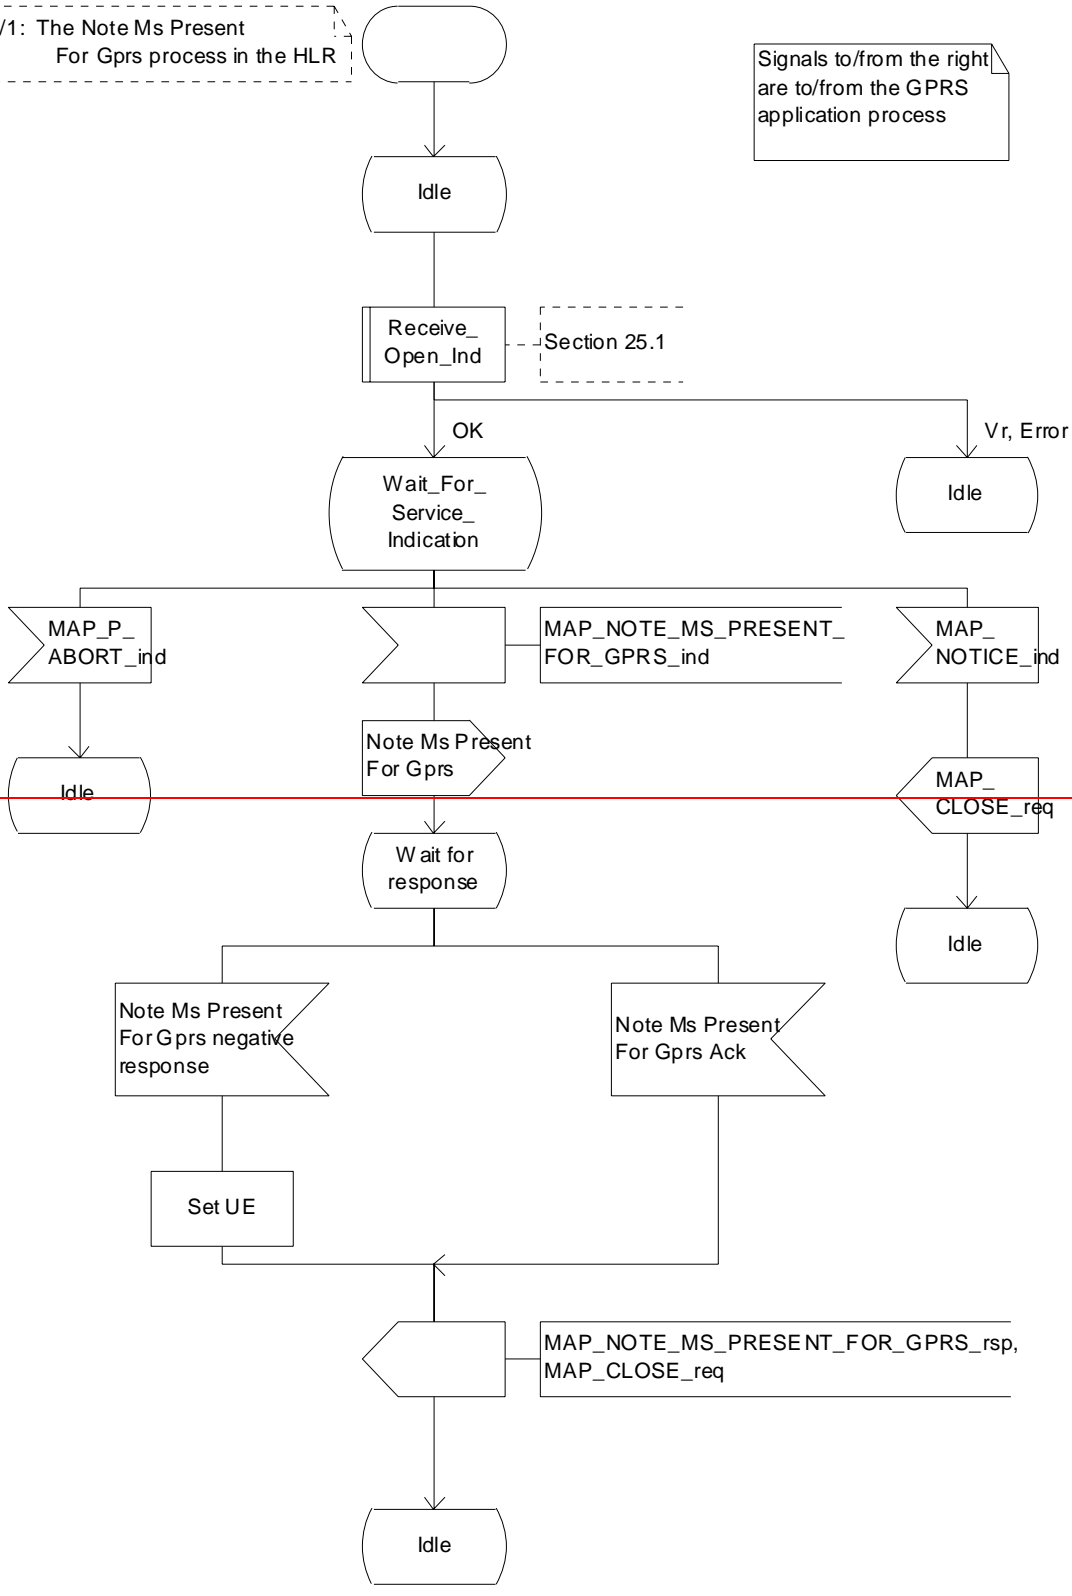 /1: The Note Ms Present
For Gprs process in the HLR
Signals to/from the right
are to/from the GPRS
application process
Idle
Receive_
Open_Ind
Section 25.1
OK
Vr, Error
Wait_For_
Service_
Indication
Idle
MAP_P_
ABORT_ind
MAP_NOTE_MS_PRESENT_
FOR_GPRS_ind
MAP_
NOTICE_ind
Note Ms Present
For Gprs
Idle
MAP_
CLOSE_req
Wait for
response
Idle
Note Ms Present
For Gprs negative
response
Note Ms Present
For Gprs Ack
Set UE
MAP_NOTE_MS_PRESENT_FOR_GPRS_rsp,
MAP_CLOSE_req
Idle